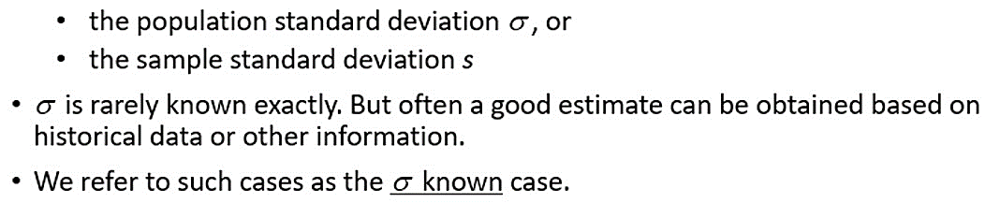 • the population standard deviation σ, or
• the sample standard deviation s
• σ is rarely known exactly. But often a good estimate can be obtained based on
historical data or other information.
• We refer to such cases as the σ known case.